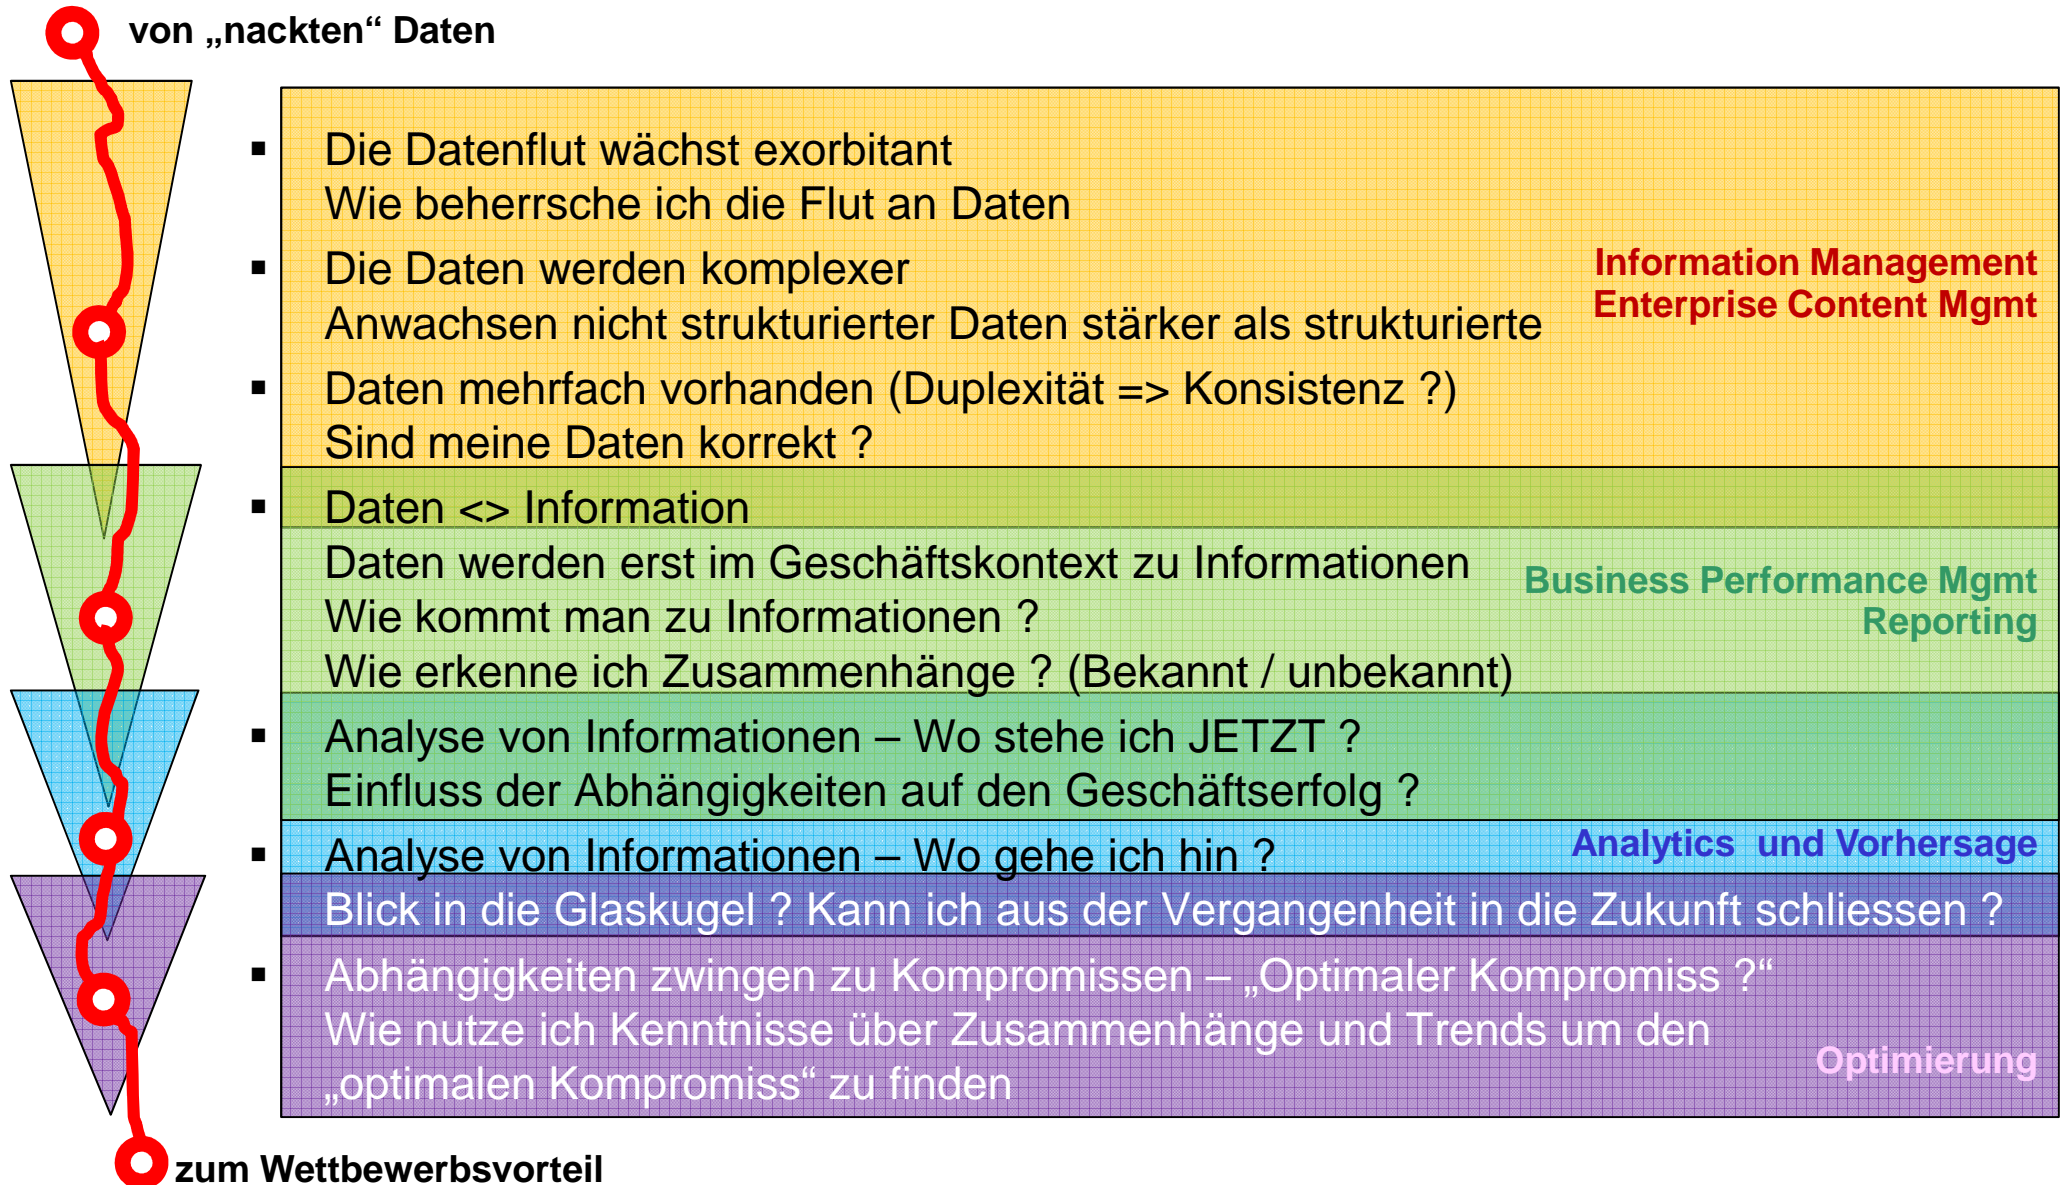 von „nackten“ Daten
▪ Die Datenflut wächst exorbitant
Wie beherrsche ich die Flut an Daten
▪ Die Daten werden komplexer
Anwachsen nicht strukturierter Daten stärker als strukturierte
Information Management
Enterprise Content Mgmt
▪ Daten mehrfach vorhanden (Duplexität => Konsistenz ?)
Sind meine Daten korrekt ?
▪ Daten <> Information
Daten werden erst im Geschäftskontext zu Informationen
Wie kommt man zu Informationen ?
Wie erkenne ich Zusammenhänge ? (Bekannt / unbekannt)
Business Performance Mgmt
Reporting
▪ Analyse von Informationen – Wo stehe ich JETZT ?
Einfluss der Abhängigkeiten auf den Geschäftserfolg ?
▪ Analyse von Informationen – Wo gehe ich hin ?
Analytics und Vorhersage
Blick in die Glaskugel ? Kann ich aus der Vergangenheit in die Zukunft schliessen ?
▪ Abhängigkeiten zwingen zu Kompromissen – „Optimaler Kompromiss ?“
Wie nutze ich Kenntnisse über Zusammenhänge und Trends um den
„optimalen Kompromiss“ zu finden
Optimierung
zum Wettbewerbsvorteil